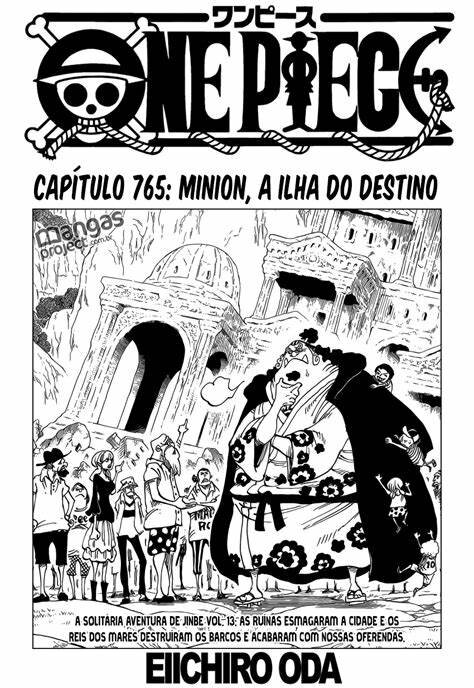 ワンピース
ONE PIECE
CAPÍTULO 765: MINION, A ILHA DO DESTINO
mangas
project.com.br
A SOLITÁRIA AVENTURA DE JINBE VOL. 13. AS RUÍNAS ESMAGARAM A CIDADE E OS
REIS DOS MARES DESTRUÍRAM OS BARCOS E ACABARAM COM NOSSAS OFERENDAS.
EIICHIRO ODA